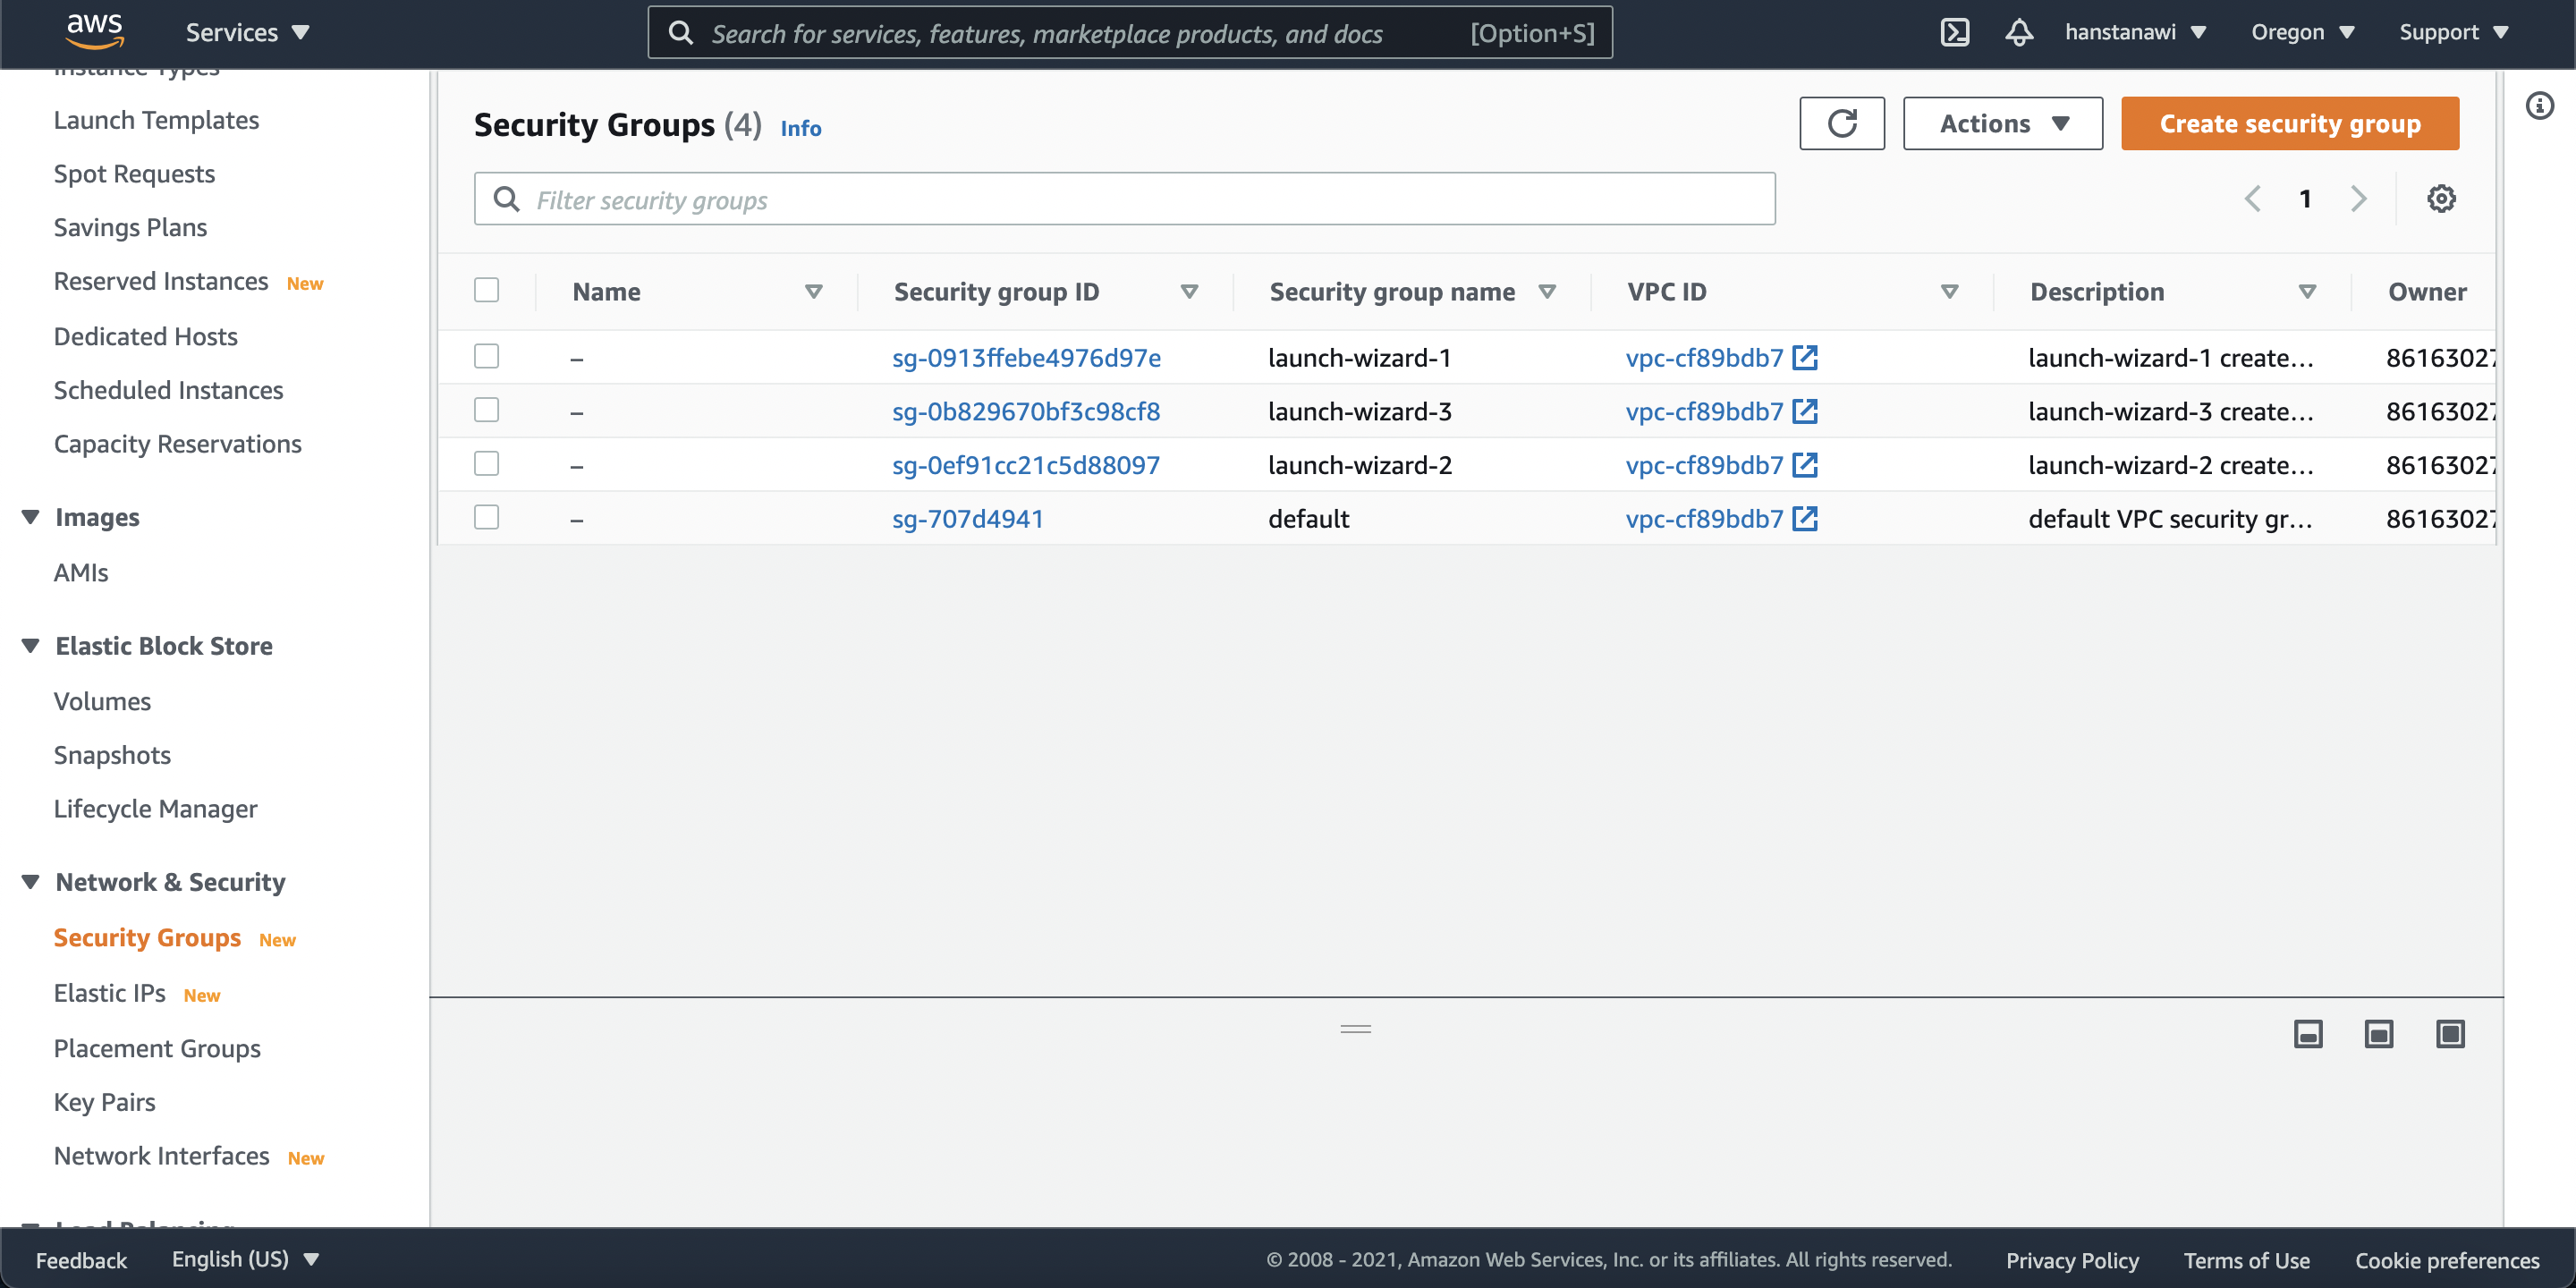 aws
Services
Search for services, features, marketplace products, and docs
[Option+S]
hanstanawi
Oregon
Support
Instance Types
Launch Templates
Spot Requests
Savings Plans
Reserved Instances New
Dedicated Hosts
Scheduled Instances
Capacity Reservations
Images
AMIs
Elastic Block Store
Volumes
Snapshots
Lifecycle Manager
Network & Security
Security Groups New
Elastic IPs New
Placement Groups
Key Pairs
Network Interfaces New
Load Balancing
Security Groups (4) Info
Actions
Create security group
Filter security groups
1
Name Security group ID Security group name VPC ID Description Owner
– sg-0913ffebe4976d97e launch-wizard-1 vpc-cf89bdb7 launch-wizard-1 create... 86163027
– sg-0b829670bf3c98cf8 launch-wizard-3 vpc-cf89bdb7 launch-wizard-3 create... 86163027
– sg-0ef91cc21c5d88097 launch-wizard-2 vpc-cf89bdb7 launch-wizard-2 create... 86163027
– sg-707d4941 default vpc-cf89bdb7 default VPC security gr... 86163027
Feedback
English (US)
© 2008 - 2021, Amazon Web Services, Inc. or its affiliates. All rights reserved.
Privacy Policy
Terms of Use
Cookie preferences